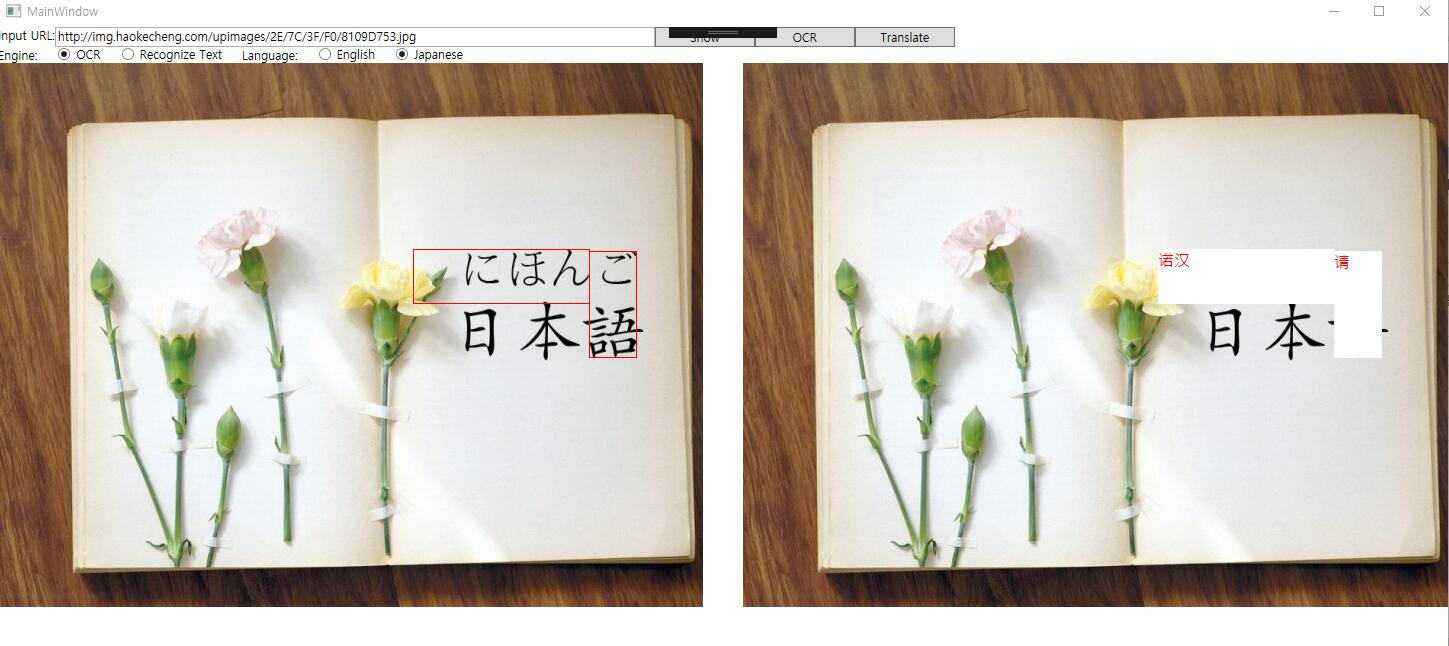 MainWindow
Input URL: http://img.haokecheng.com/upimages/2E/7C/3F/F0/8109D753.jpg Show OCR Translate
Engine: OCR Recognize Text Language: English Japanese
にほんご
日本語
诺汉 请
日本